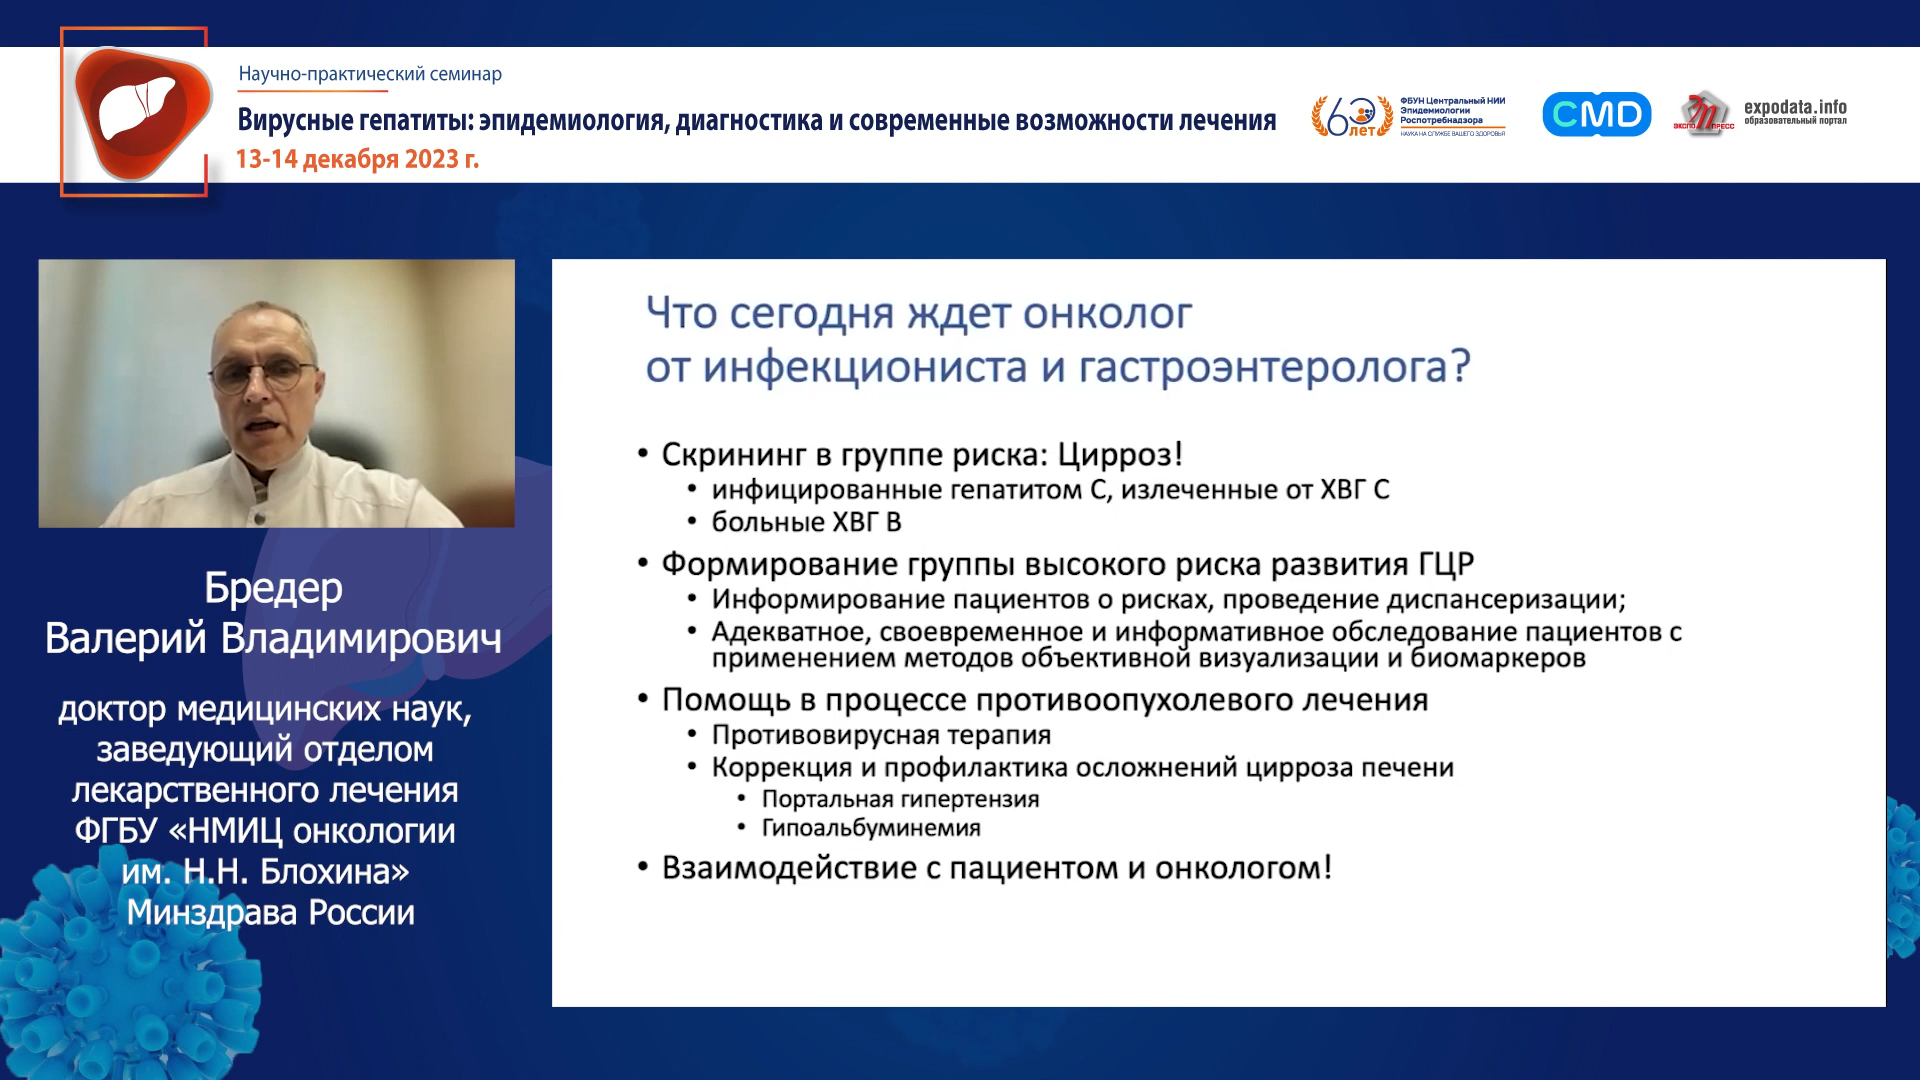 Научно-практический семинар
Вирусные гепатиты: эпидемиология, диагностика и современные возможности лечения
13-14 декабря 2023 г.
60 лет
ФБУН Центральный НИИ
Эпидемиологии
Роспотребнадзора
НАУКА НА СЛУЖБЕ ВАШЕГО ЗДОРОВЬЯ
CMD
ЭКСПО ПРЕСС
expodata.info
образовательный портал
Бредер
Валерий Владимирович
доктор медицинских наук,
заведующий отделом
лекарственного лечения
ФГБУ «НМИЦ онкологии
им. Н.Н. Блохина»
Минздрава России
Что сегодня ждет онколог
от инфекциониста и гастроэнтеролога?
• Скрининг в группе риска: Цирроз!
• инфицированные гепатитом С, излеченные от ХВГ С
• больные ХВГ В
• Формирование группы высокого риска развития ГЦР
• Информирование пациентов о рисках, проведение диспансеризации;
• Адекватное, своевременное и информативное обследование пациентов с
применением методов объективной визуализации и биомаркеров
• Помощь в процессе противоопухолевого лечения
• Противовирусная терапия
• Коррекция и профилактика осложнений цирроза печени
• Портальная гипертензия
• Гипоальбуминемия
• Взаимодействие с пациентом и онкологом!